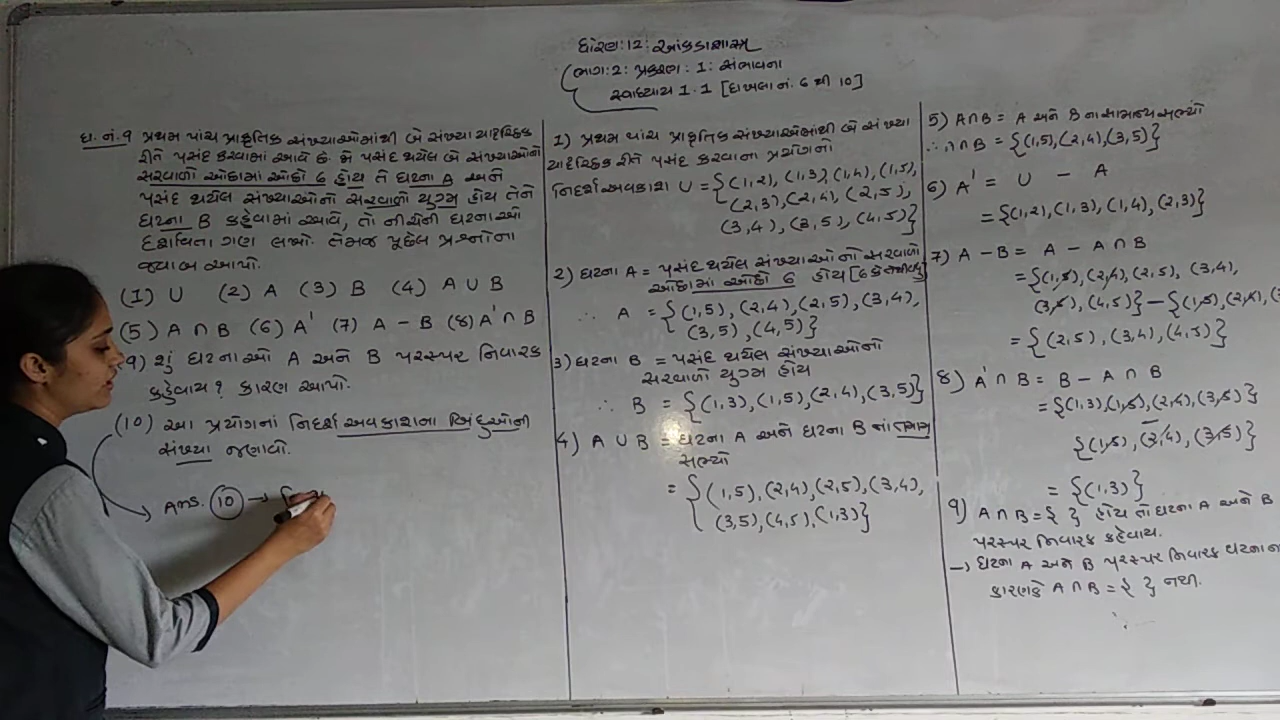 ધોરણ:12: આંકડાશાસ્ત્ર
ભાગ:2: પ્રકરણ: 1: સંભાવના
સ્વાધ્યાય 1.1 [દાખલા નં. 6 થી 10]
દા.નં.9 પ્રથમ પાંચ પ્રાકૃતિક સંખ્યાઓમાંથી બે સંખ્યા યાદચ્છિક
રીતે પસંદ કરવામાં આવે છે. જો પસંદ થયેલ બે સંખ્યાઓનો
સરવાળો ઓછામાં ઓછો 6 હોય તે ઘટના A અને
પસંદ થયેલ સંખ્યાઓનો સરવાળો યુગ્મ હોય તેને
ઘટના B કહેવામાં આવે, તો નીચેની ઘટનાઓ
દર્શાવતા ગણ લખો. તેમજ પૂછેલ પ્રશ્નોના
જવાબ આપો.
(1) U (2) A (3) B (4) A ∪ B
(5) A ∩ B (6) A' (7) A - B (8) A' ∩ B
(9) શું ઘટનાઓ A અને B પરસ્પર નિવારક
કહેવાય? કારણ આપો.
(10) આ પ્રયોગનાં નિદર્શ અવકાશના બિંદુઓની
સંખ્યા જણાવો.
→ Ans. 10 →
1) પ્રથમ પાંચ પ્રાકૃતિક સંખ્યાઓમાંથી બે સંખ્યા
યાદચ્છિક રીતે પસંદ કરવાના પ્રયોગનો
નિદર્શ અવકાશ U = {(1,2), (1,3), (1,4), (1,5),
(2,3), (2,4), (2,5),
(3,4), (3,5), (4,5)}
2) ઘટના A = પસંદ થયેલ સંખ્યાઓનો સરવાળો
ઓછામાં ઓછો 6 હોય [6 કે તેથી વધુ]
∴ A = {(1,5), (2,4), (2,5), (3,4),
(3,5), (4,5)}
3) ઘટના B = પસંદ થયેલ સંખ્યાઓનો
સરવાળો યુગ્મ હોય
∴ B = {(1,3), (1,5), (2,4), (3,5)}
4) A ∪ B = ઘટના A અને ઘટના B નાં તમામ
સભ્યો
= {(1,5), (2,4), (2,5), (3,4),
(3,5), (4,5), (1,3)}
5) A∩B = A અને B ના સામાન્ય સભ્યો
∴ A∩B = {(1,5), (2,4), (3,5)}
6) A' = U - A
= {(1,2), (1,3), (1,4), (2,3)}
7) A - B = A - A ∩ B
= {(1,5), (2,4), (2,5), (3,4),
(3,5), (4,5)} - {(1,5), (2,4), (3
= {(2,5), (3,4), (4,5)}
8) A' ∩ B = B - A ∩ B
= {(1,3), (1,5), (2,4), (3,5)}
- {(1,5), (2,4), (3,5)}
= {(1,3)}
9) A ∩ B = { } હોય તો ઘટના A અને B
પરસ્પર નિવારક કહેવાય.
→ ઘટના A અને B પરસ્પર નિવારક ઘટના ન
કારણકે A ∩ B = { } નથી.